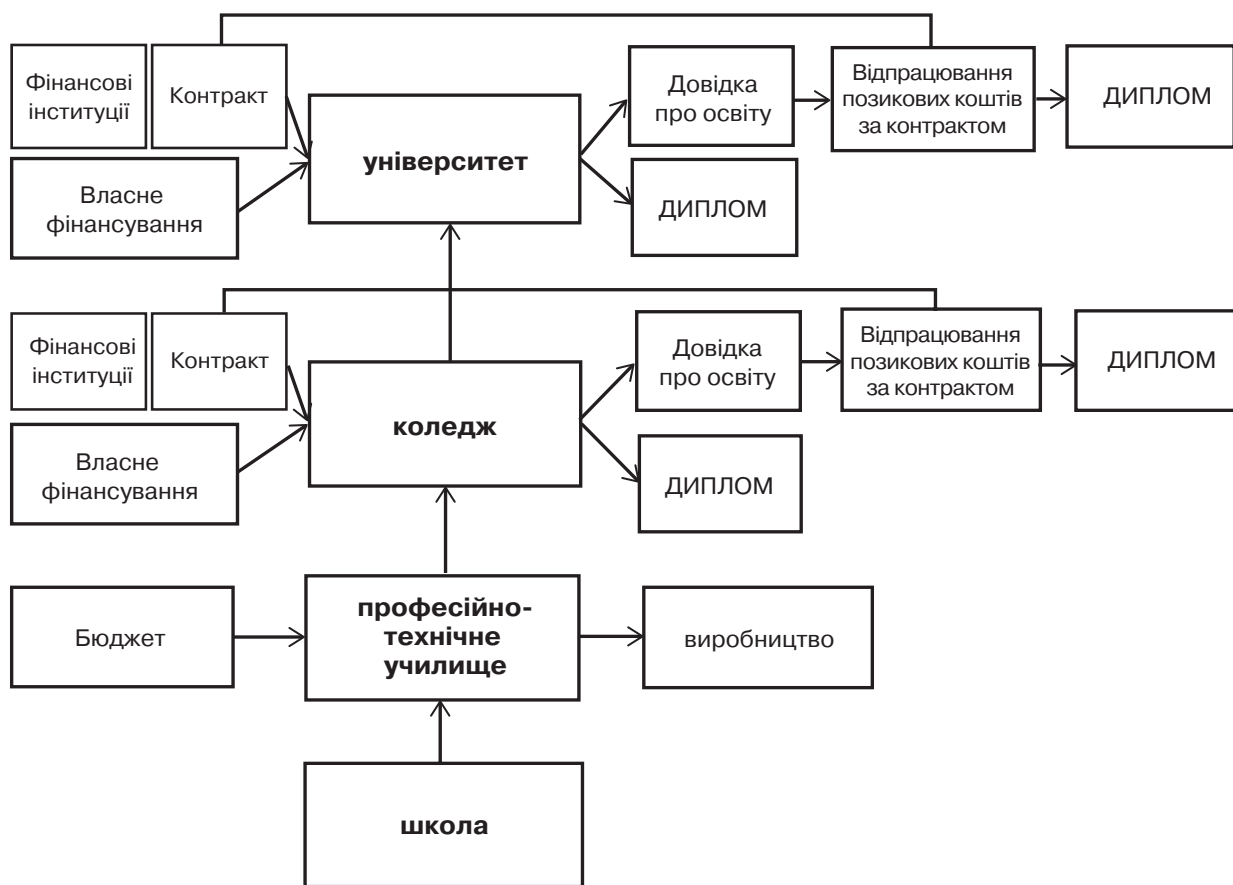 Фінансові
інституції
Контракт
Власне
фінансування
університет
Довідка
про освіту
ДИПЛОМ
Відпрацювання
позикових коштів
за контрактом
ДИПЛОМ
Фінансові
інституції
Контракт
Власне
фінансування
коледж
Довідка
про освіту
ДИПЛОМ
Відпрацювання
позикових коштів
за контрактом
ДИПЛОМ
Бюджет
професійно-
технічне
училище
виробництво
школа